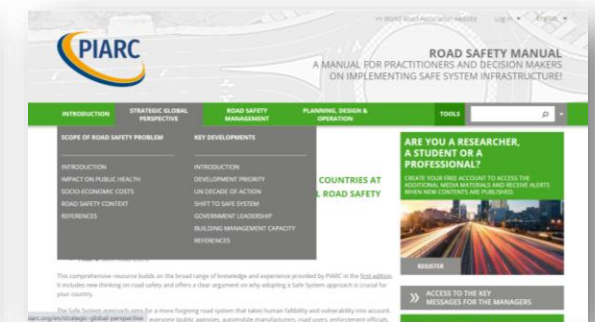 >> World Road Association website Log in English
PIARC
ROAD SAFETY MANUAL
A MANUAL FOR PRACTITIONERS AND DECISION MAKERS
ON IMPLEMENTING SAFE SYSTEM INFRASTRUCTURE!
INTRODUCTION
STRATEGIC GLOBAL
PERSPECTIVE
ROAD SAFETY
MANAGEMENT
PLANNING, DESIGN &
OPERATION
TOOLS
SCOPE OF ROAD SAFETY PROBLEM
INTRODUCTION
IMPACT ON PUBLIC HEALTH
SOCIO-ECONOMIC COSTS
ROAD SAFETY CONTEXT
REFERENCES
KEY DEVELOPMENTS
INTRODUCTION
DEVELOPMENT PRIORITY
UN DECADE OF ACTION
SHIFT TO SAFE SYSTEM
GOVERNMENT LEADERSHIP
BUILDING MANAGEMENT CAPACITY
REFERENCES
COUNTRIES AT
ROAD SAFETY
This comprehensive resource builds on the broad range of knowledge and experience provided by PIARC in the first edition.
It includes new thinking on road safety and offers a clear argument on why adopting a Safe System approach is crucial for
your country.
The Safe System approach aims for a more forgiving road system that takes human fallibility and vulnerability into account.
everyone (public agencies, automobile manufacturers, road users, enforcement officials,
piarc.org/en/strategic-global-perspective
ARE YOU A RESEARCHER,
A STUDENT OR A
PROFESSIONAL?
CREATE YOUR FREE ACCOUNT TO ACCESS THE
ADDITIONAL MEDIA MATERIALS AND RECEIVE ALERTS
WHEN NEW CONTENTS ARE PUBLISHED.
REGISTER
ACCESS TO THE KEY
MESSAGES FOR THE MANAGERS